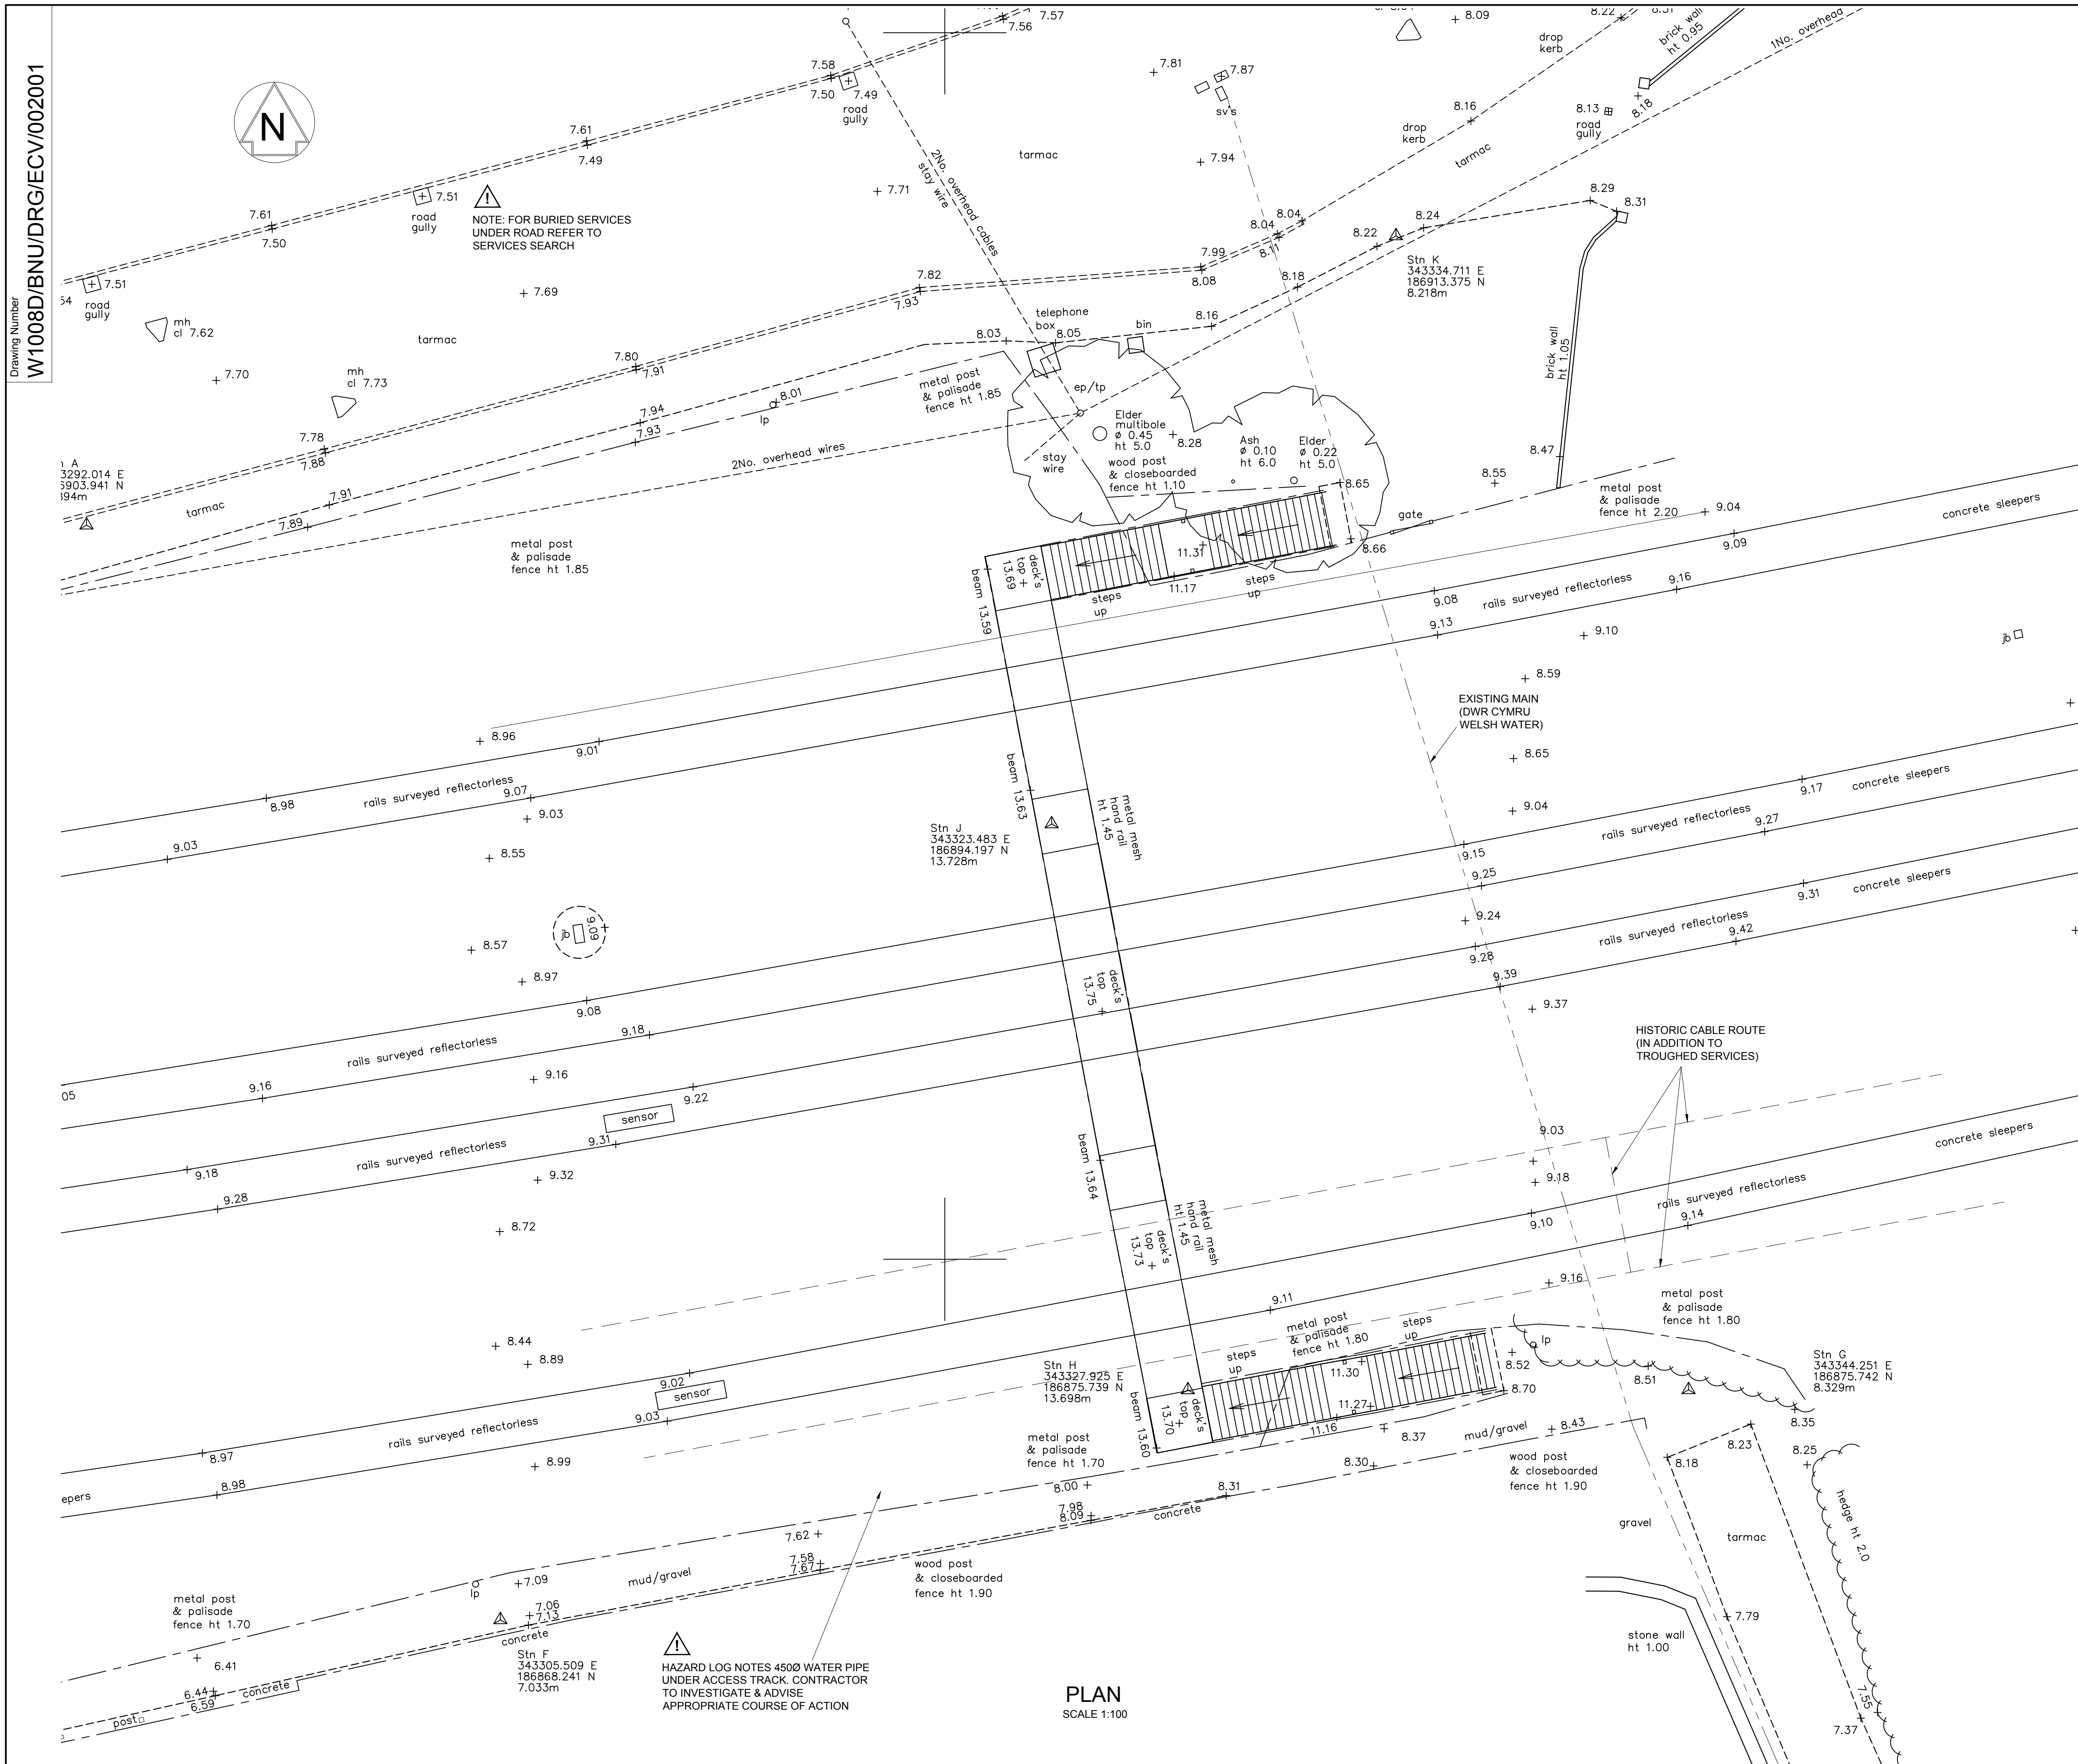 Drawing Number
W1008D/BNU/DRG/ECV/002001
N
7.57
7.56
8.09
8.22
drop
kerb
brick wall
ht 0.95
1No. overhead
7.58
7.50
7.49
road
gully
7.81
7.87
sv's
8.16
8.13
road
gully
8.18
7.61
7.49
2No. overhead cables
stay wire
tarmac
7.94
drop
kerb
tarmac
7.51
road
gully
NOTE: FOR BURIED SERVICES
UNDER ROAD REFER TO
SERVICES SEARCH
7.71
7.61
7.50
8.29
8.31
8.04
8.04
8.11
8.24
8.22
7.99
8.08
8.18
Stn K
343334.711 E
186913.375 N
8.218m
7.51
54
road
gully
7.69
7.82
7.93
mh
cl 7.62
tarmac
telephone
box
8.03
8.05
bin
8.16
brick wall
ht 1.05
7.70
mh
cl 7.73
7.80
7.91
metal post
& palisade
fence ht 1.85
ep/tp
8.01
lp
7.94
7.93
Elder
multibole
ø 0.45
ht 5.0
8.28
Ash
ø 0.10
ht 6.0
Elder
ø 0.22
ht 5.0
7.78
7.88
2No. overhead wires
stay
wire
wood post
& closeboarded
fence ht 1.10
8.47
8.55
8.65
A
3292.014 E
6903.941 N
394m
tarmac
7.91
7.89
metal post
& palisade
fence ht 2.20
9.04
concrete sleepers
gate
8.66
9.09
metal post
& palisade
fence ht 1.85
beam 13.59
deck's
top
13.69
11.31
11.17
steps
up
steps
up
9.08
rails surveyed reflectorless
9.16
9.13
9.10
jb
8.59
EXISTING MAIN
(DWR CYMRU
WELSH WATER)
8.96
9.01
8.65
8.98
rails surveyed reflectorless
9.07
9.03
beam 13.63
metal mesh
hand rail
ht 1.45
9.04
9.17
concrete sleepers
rails surveyed reflectorless
9.27
9.03
8.55
Stn J
343323.483 E
186894.197 N
13.728m
9.15
9.25
9.31
concrete sleepers
jb
9.09
8.57
8.97
9.24
rails surveyed reflectorless
9.42
9.28
9.39
9.08
9.18
deck's
top
13.75
9.37
rails surveyed reflectorless
9.16
9.16
05
9.22
sensor
HISTORIC CABLE ROUTE
(IN ADDITION TO
TROUGHED SERVICES)
9.31
rails surveyed reflectorless
9.18
9.28
9.32
beam 13.64
9.03
9.18
concrete sleepers
rails surveyed reflectorless
9.14
9.10
8.72
metal mesh
hand rail
ht 1.45
deck's
top
13.73
9.16
8.44
8.89
9.11
metal post
& palisade
fence ht 1.80
steps
up
metal post
& palisade
fence ht 1.80
lp
steps
up
9.02
sensor
Stn H
343327.925 E
186875.739 N
13.698m
11.30
8.52
8.51
8.70
Stn G
343344.251 E
186875.742 N
8.329m
9.03
rails surveyed reflectorless
beam 13.60
deck's
top
13.70
11.27
11.16
8.37
mud/gravel
8.43
8.35
8.97
8.98
8.99
metal post
& palisade
fence ht 1.70
8.30
wood post
& closeboarded
fence ht 1.90
8.18
8.23
8.25
epers
8.00
8.31
7.98
8.09
concrete
hedge ht 2.0
gravel
tarmac
7.62
7.58
7.67
wood post
& closeboarded
fence ht 1.90
lp
7.09
mud/gravel
metal post
& palisade
fence ht 1.70
7.06
7.13
concrete
Stn F
343305.509 E
186868.241 N
7.033m
HAZARD LOG NOTES 450Ø WATER PIPE
UNDER ACCESS TRACK. CONTRACTOR
TO INVESTIGATE & ADVISE
APPROPRIATE COURSE OF ACTION
6.41
6.44
6.59
concrete
post
stone wall
ht 1.00
7.79
7.55
7.37
PLAN
SCALE 1:100